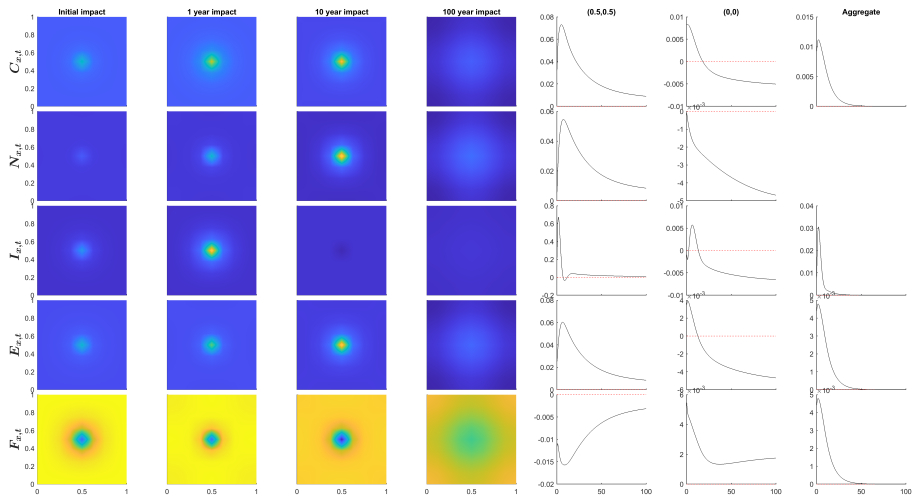 Initial impact 1 year impact 10 year impact 100 year impact (0.5,0.5) (0,0) Aggregate
C_{x,t} 1 0.8 0.6 0.4 0.2 0 0.08 0.06 0.04 0.02 0 0.01 0.005 0 -0.005 -0.01 0.015 0.01 0.005 0
×10^{-3}
N_{x,t} 1 0.8 0.6 0.4 0.2 0 0.06 0.04 0.02 0 0 -1 -2 -3 -4 -5
I_{x,t} 1 0.8 0.6 0.4 0.2 0 0.8 0.6 0.4 0.2 0 -0.2 0.01 0.005 0 -0.005 -0.01 0.04 0.03 0.02 0.01 0
×10^{-3} ×10^{-3}
E_{x,t} 1 0.8 0.6 0.4 0.2 0 0.08 0.06 0.04 0.02 0 4 2 0 -2 -4 -6 5 4 3 2 1 0
×10^{-3} ×10^{-3}
F_{x,t} 1 0.8 0.6 0.4 0.2 0 0 -0.005 -0.01 -0.015 -0.02 6 4 2 0 5 4 3 2 1 0
0 0.5 1 0 0.5 1 0 0.5 1 0 0.5 1 0 50 100 0 50 100 0 50 100